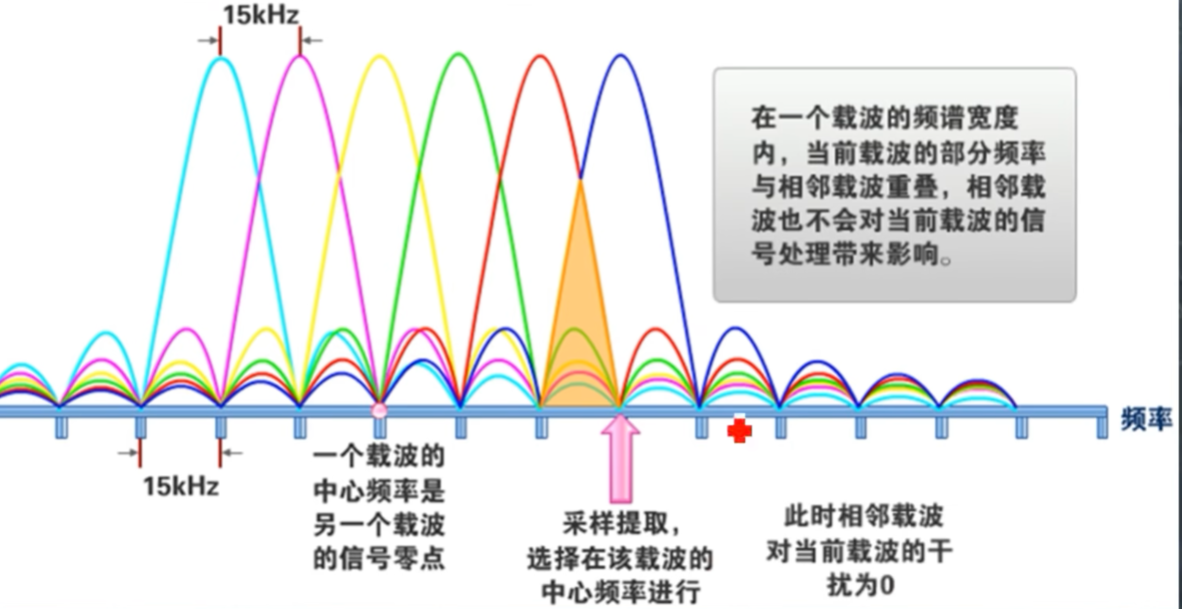 15kHz
在一个载波的频谱宽度
内，当前载波的部分频率
与相邻载波重叠，相邻载
波也不会对当前载波的信
号处理带来影响。
频率
15kHz
一个载波的
中心频率是
另一个载波
的信号零点
采样提取，
选择在该载波的
中心频率进行
此时相邻载波
对当前载波的干
扰为0